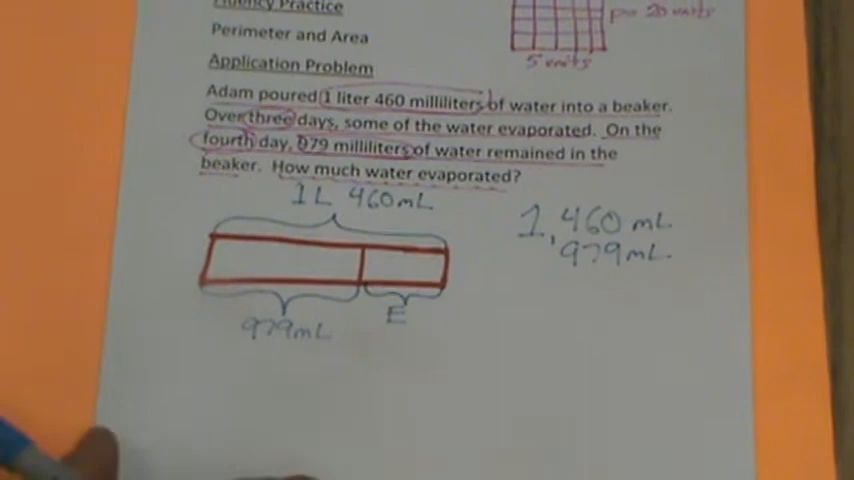 Fluency Practice
p = 20 units
Perimeter and Area
5 units
Application Problem
Adam poured 1 liter 460 milliliters of water into a beaker.
Over three days, some of the water evaporated. On the
fourth day, 979 milliliters of water remained in the
beaker. How much water evaporated?
1 L 460 mL
1,460 mL
979 mL
979 mL
E